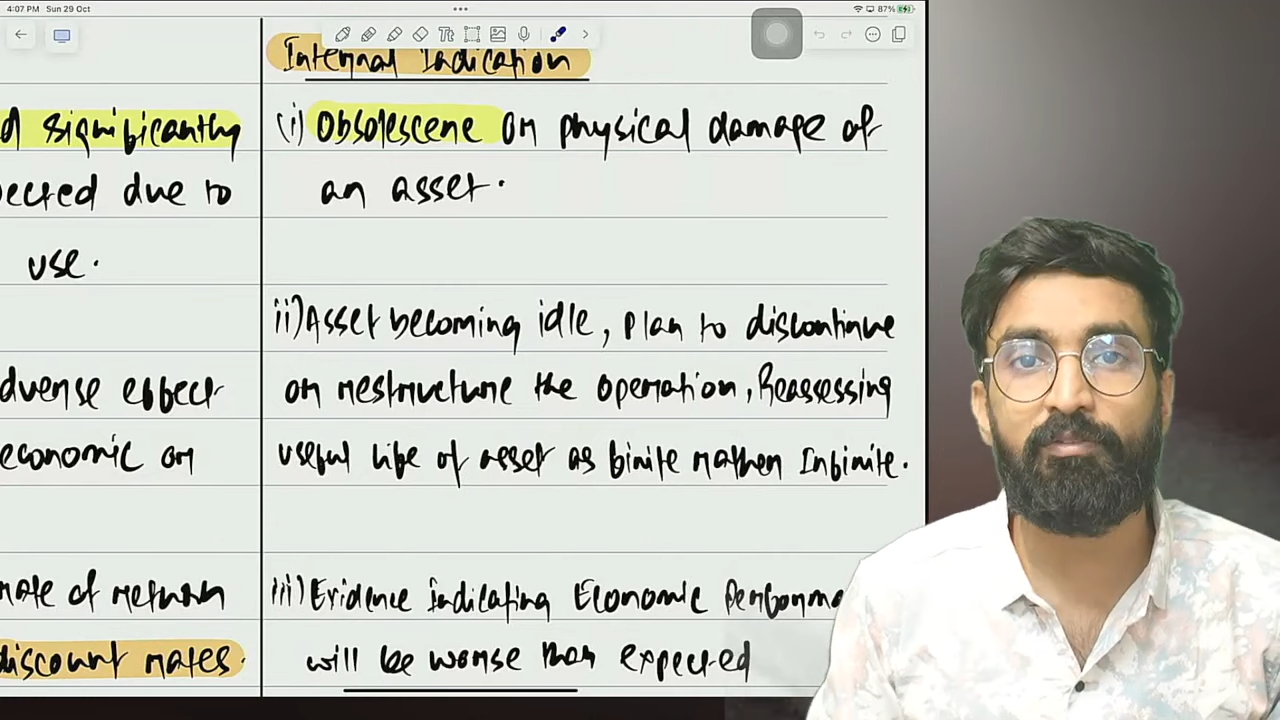 4:07 PM Sun 29 Oct
87%
Internal Indication
d significantly
(i) Obsolescene or physical damage of
pected due to
an asset.
use.
ii) Asset becoming idle, plan to discontinue
dverse effect
or restructure the operation, Reassessing
economic or
useful life of asset as finite rather Infinite.
rate of return
iii) Evidence Indicating Economic Performa
discount rates.
will be worse than expected